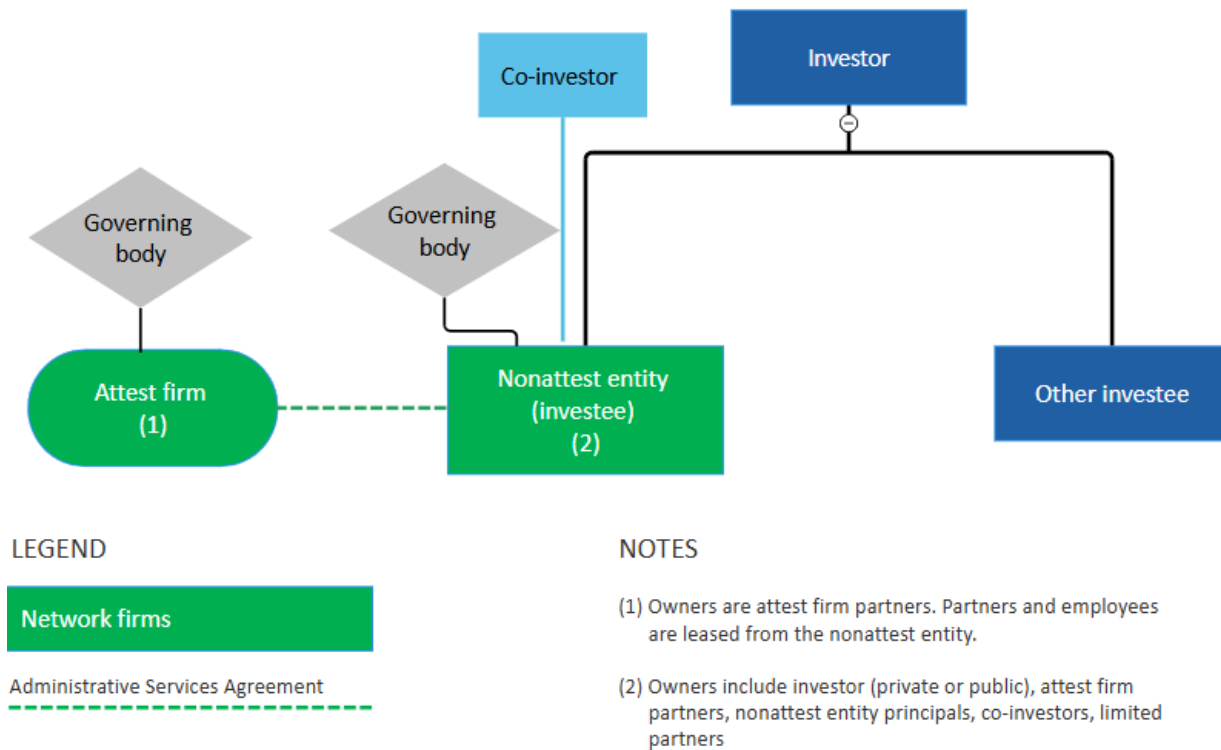 Co-investor
Investor
Governing
body
Governing
body
Attest firm
(1)
Nonattest entity
(investee)
(2)
Other investee
LEGEND
Network firms
Administrative Services Agreement
NOTES
(1) Owners are attest firm partners. Partners and employees
are leased from the nonattest entity.
(2) Owners include investor (private or public), attest firm
partners, nonattest entity principals, co-investors, limited
partners